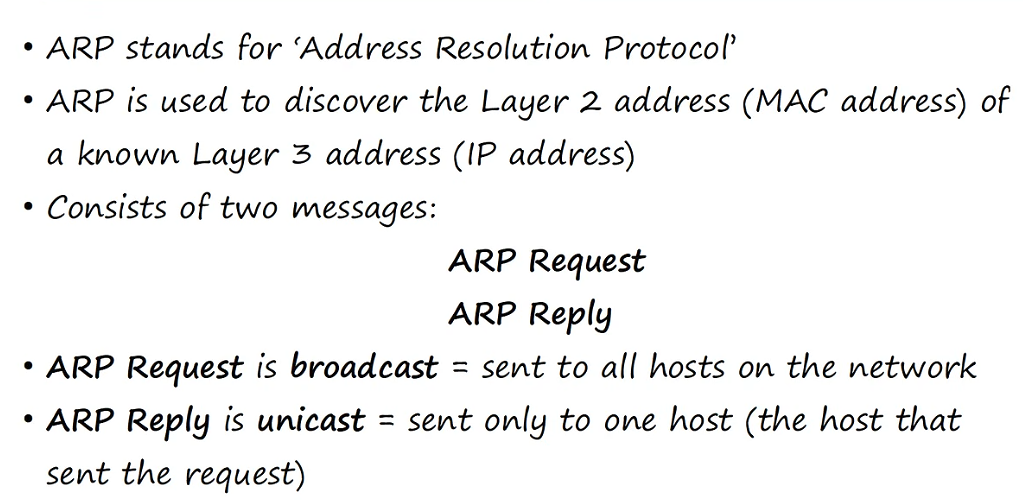 • ARP stands for ‘Address Resolution Protocol’
• ARP is used to discover the Layer 2 address (MAC address) of
a known Layer 3 address (IP address)
• Consists of two messages:
ARP Request
ARP Reply
• ARP Request is broadcast = sent to all hosts on the network
• ARP Reply is unicast = sent only to one host (the host that
sent the request)